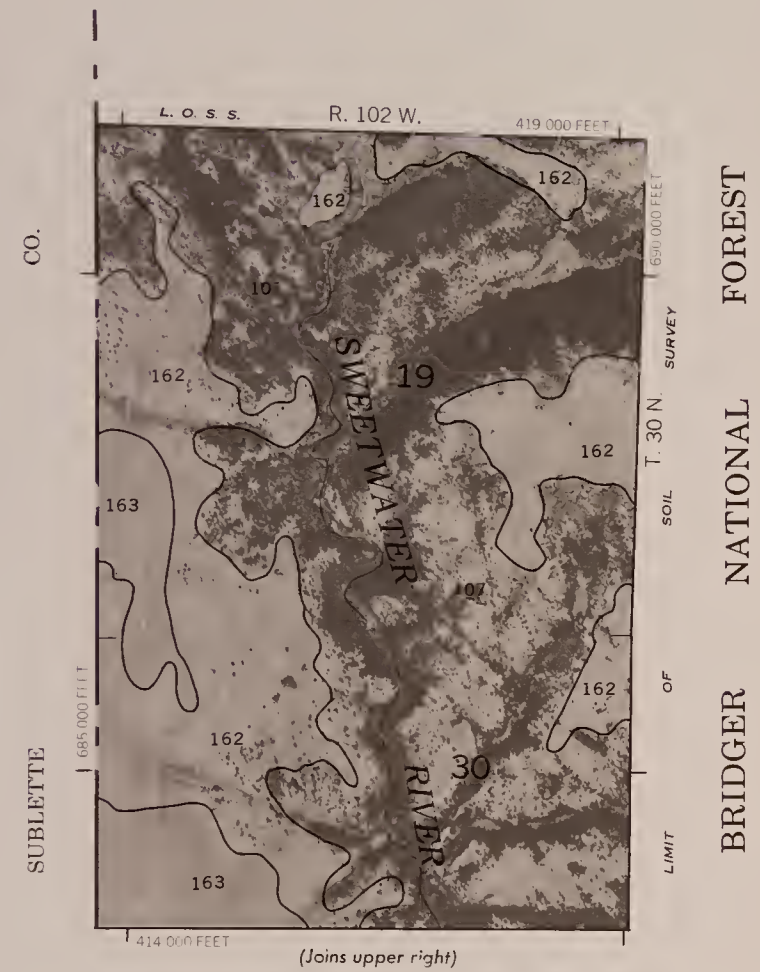 L. O. S. S.
R. 102 W.
419 000 FEET
162
162
690 000 FEET
CO.
SUBLETTE
162
SWEETWATER RIVER
19
162
T. 30 N.
163
107
162
685 000 FEET
162
30
163
LIMIT OF SOIL SURVEY
BRIDGER NATIONAL FOREST
414 000 FEET
(Joins upper right)